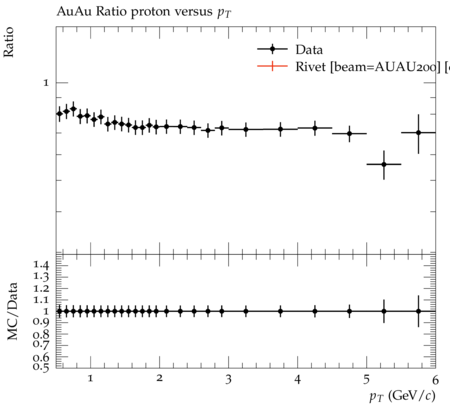 AuAu Ratio proton versus p_T
Ratio
Data
Rivet [beam=AUAU200] [
1
MC/Data
1.4
1.3
1.2
1.1
1
0.9
0.8
0.7
0.6
0.5
1 2 3 4 5 6
p_T (GeV/c)